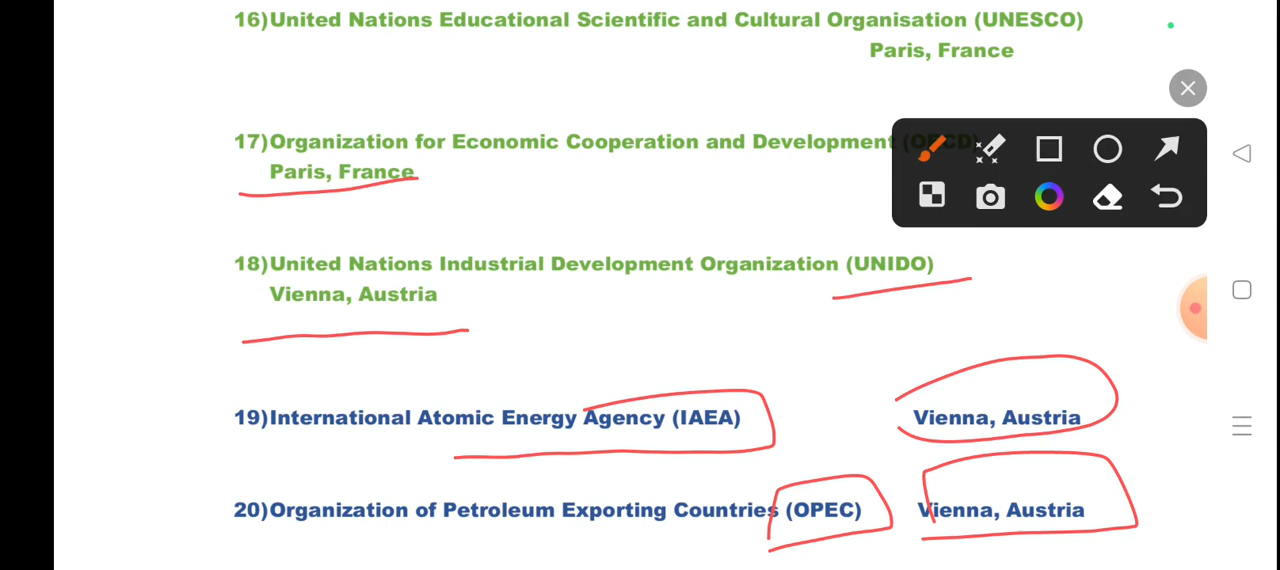 16)United Nations Educational Scientific and Cultural Organisation (UNESCO)
Paris, France
17)Organization for Economic Cooperation and Development (OECD)
Paris, France
18)United Nations Industrial Development Organization (UNIDO)
Vienna, Austria
19)International Atomic Energy Agency (IAEA) Vienna, Austria
20)Organization of Petroleum Exporting Countries (OPEC) Vienna, Austria